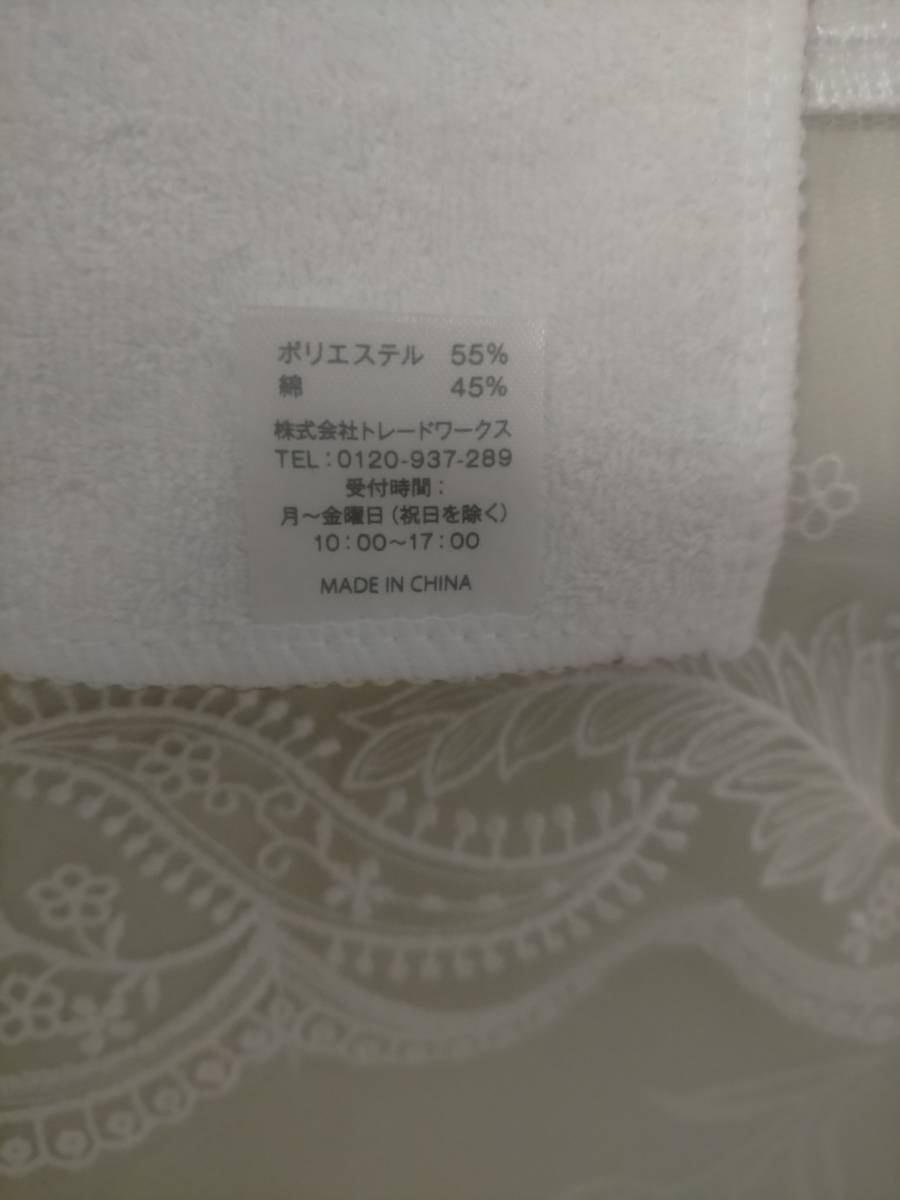 ポリエステル 55%
綿 45%
株式会社トレードワークス
TEL:0120-937-289
受付時間:
月〜金曜日(祝日を除く)
10:00〜17:00
MADE IN CHINA